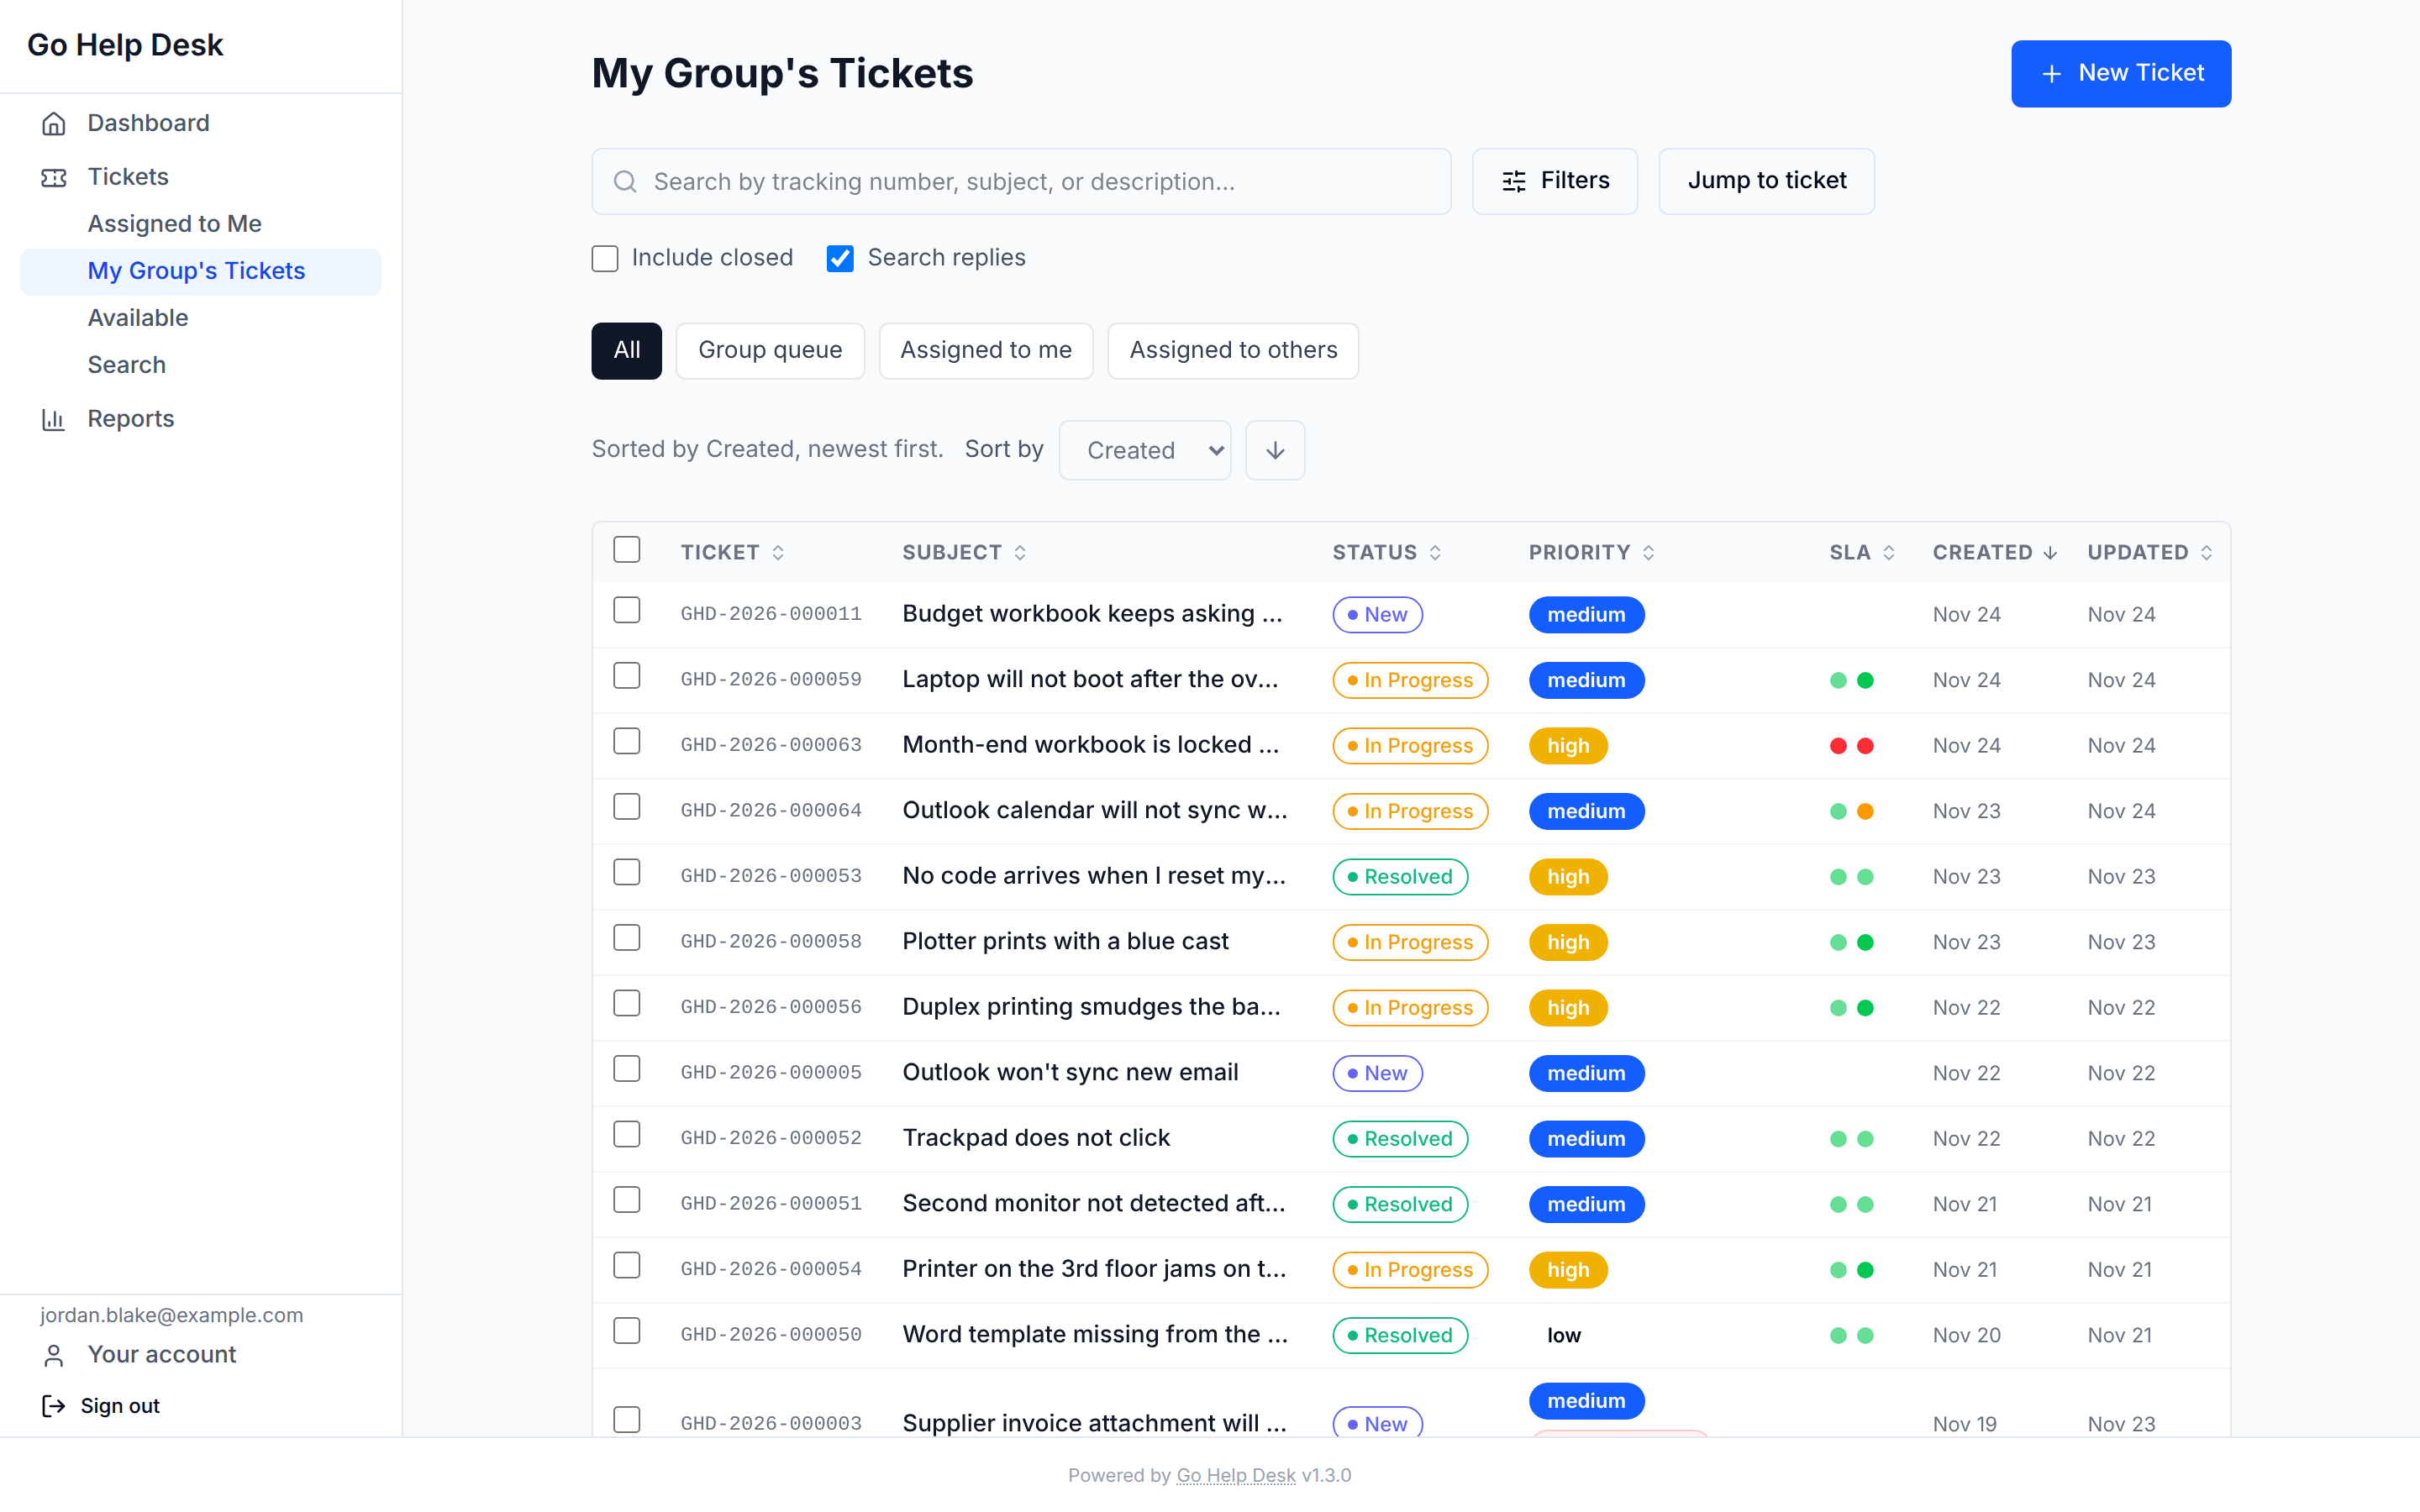 Go Help Desk
Dashboard
Tickets
Assigned to Me
My Group's Tickets
Available
Search
Reports
jordan.blake@example.com
Your account
Sign out
My Group's Tickets
New Ticket
Search by tracking number, subject, or description...
Filters
Jump to ticket
Include closed
Search replies
All
Group queue
Assigned to me
Assigned to others
Sorted by Created, newest first. Sort by Created
TICKET SUBJECT STATUS PRIORITY SLA CREATED UPDATED
GHD-2026-000011 Budget workbook keeps asking ... New medium Nov 24 Nov 24
GHD-2026-000059 Laptop will not boot after the ov... In Progress medium Nov 24 Nov 24
GHD-2026-000063 Month-end workbook is locked ... In Progress high Nov 24 Nov 24
GHD-2026-000064 Outlook calendar will not sync w... In Progress medium Nov 23 Nov 24
GHD-2026-000053 No code arrives when I reset my... Resolved high Nov 23 Nov 23
GHD-2026-000058 Plotter prints with a blue cast In Progress high Nov 23 Nov 23
GHD-2026-000056 Duplex printing smudges the ba... In Progress high Nov 22 Nov 22
GHD-2026-000005 Outlook won't sync new email New medium Nov 22 Nov 22
GHD-2026-000052 Trackpad does not click Resolved medium Nov 22 Nov 22
GHD-2026-000051 Second monitor not detected aft... Resolved medium Nov 21 Nov 21
GHD-2026-000054 Printer on the 3rd floor jams on t... In Progress high Nov 21 Nov 21
GHD-2026-000050 Word template missing from the ... Resolved low Nov 20 Nov 21
GHD-2026-000003 Supplier invoice attachment will ... New medium Nov 19 Nov 23
Powered by Go Help Desk v1.3.0